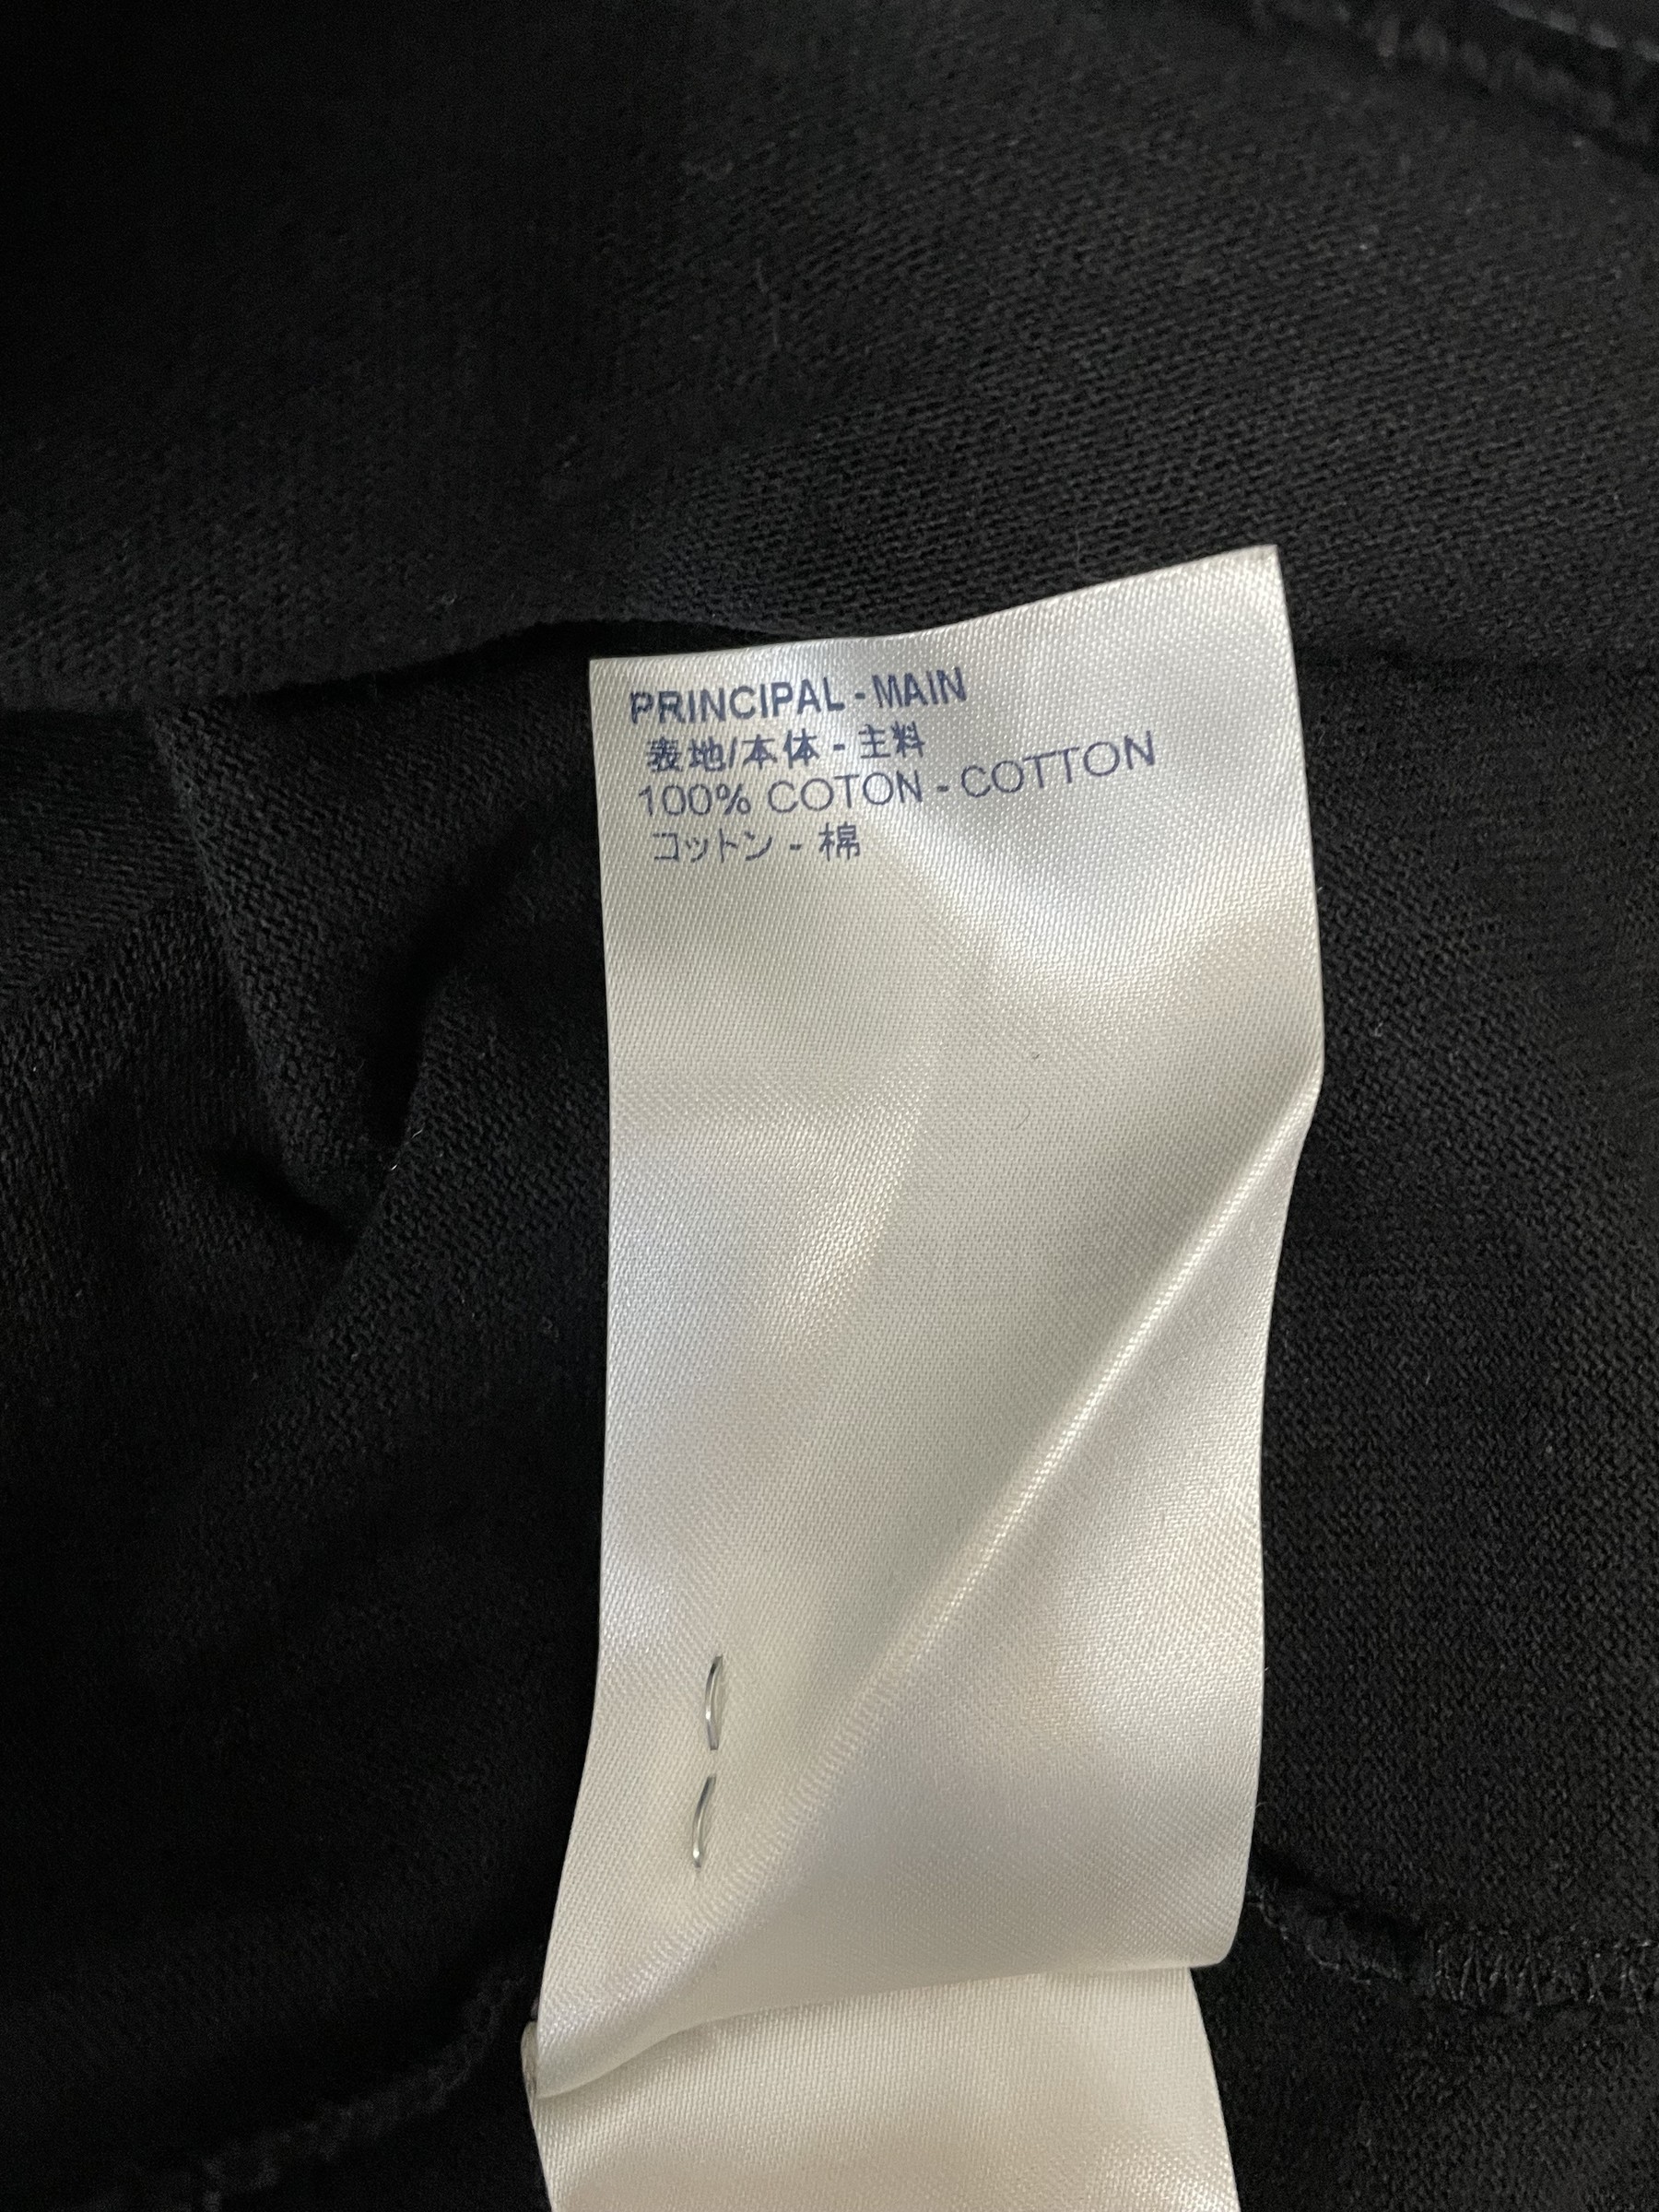 PRINCIPAL - MAIN
表地/本体 - 主料
100% COTON - COTTON
コットン - 棉